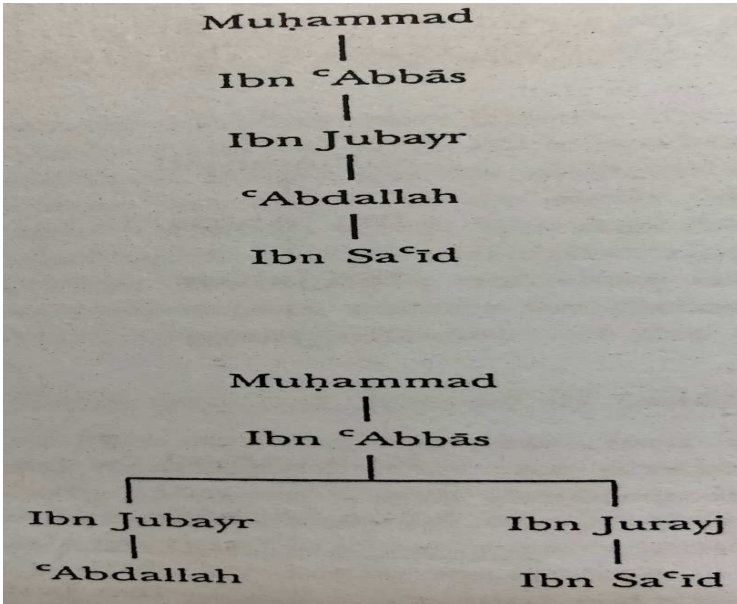 Muḥammad
Ibn ᶜAbbās
Ibn Jubayr
ᶜAbdallah
Ibn Saᶜīd
Muḥammad
Ibn ᶜAbbās
Ibn Jubayr Ibn Jurayj
ᶜAbdallah Ibn Saᶜīd